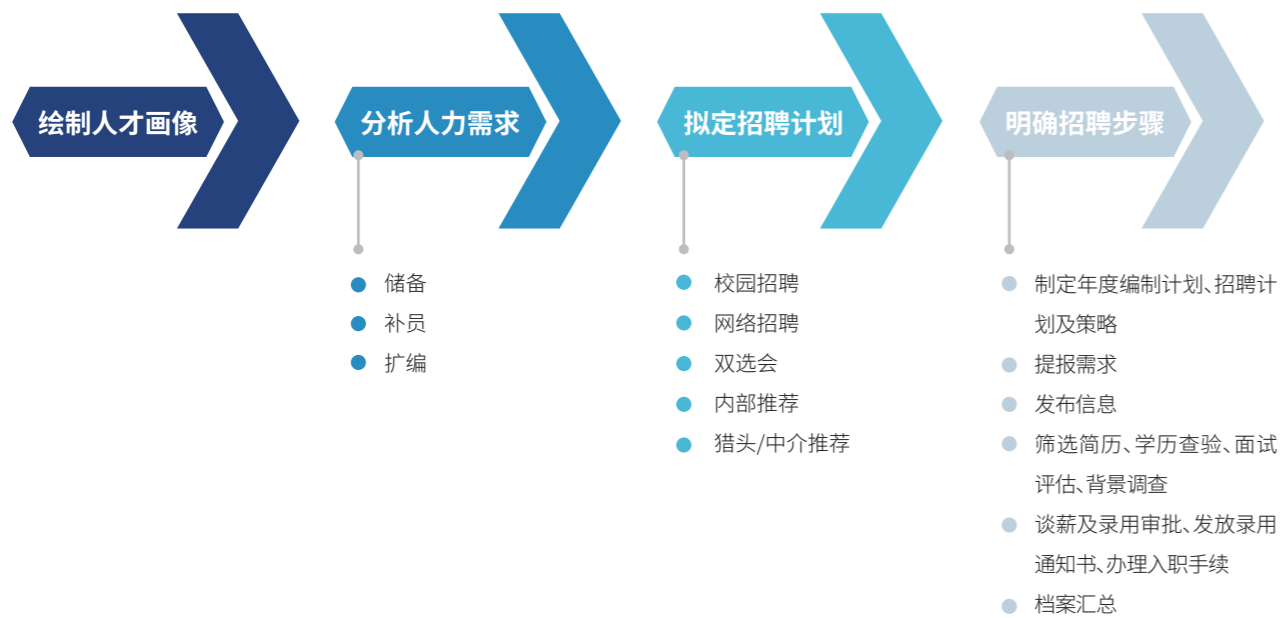 绘制人才画像
分析人力需求
拟定招聘计划
明确招聘步骤
储备
补员
扩编
校园招聘
网络招聘
双选会
内部推荐
猎头/中介推荐
制定年度编制计划、招聘计
划及策略
提报需求
发布信息
筛选简历、学历查验、面试
评估、背景调查
谈薪及录用审批、发放录用
通知书、办理入职手续
档案汇总